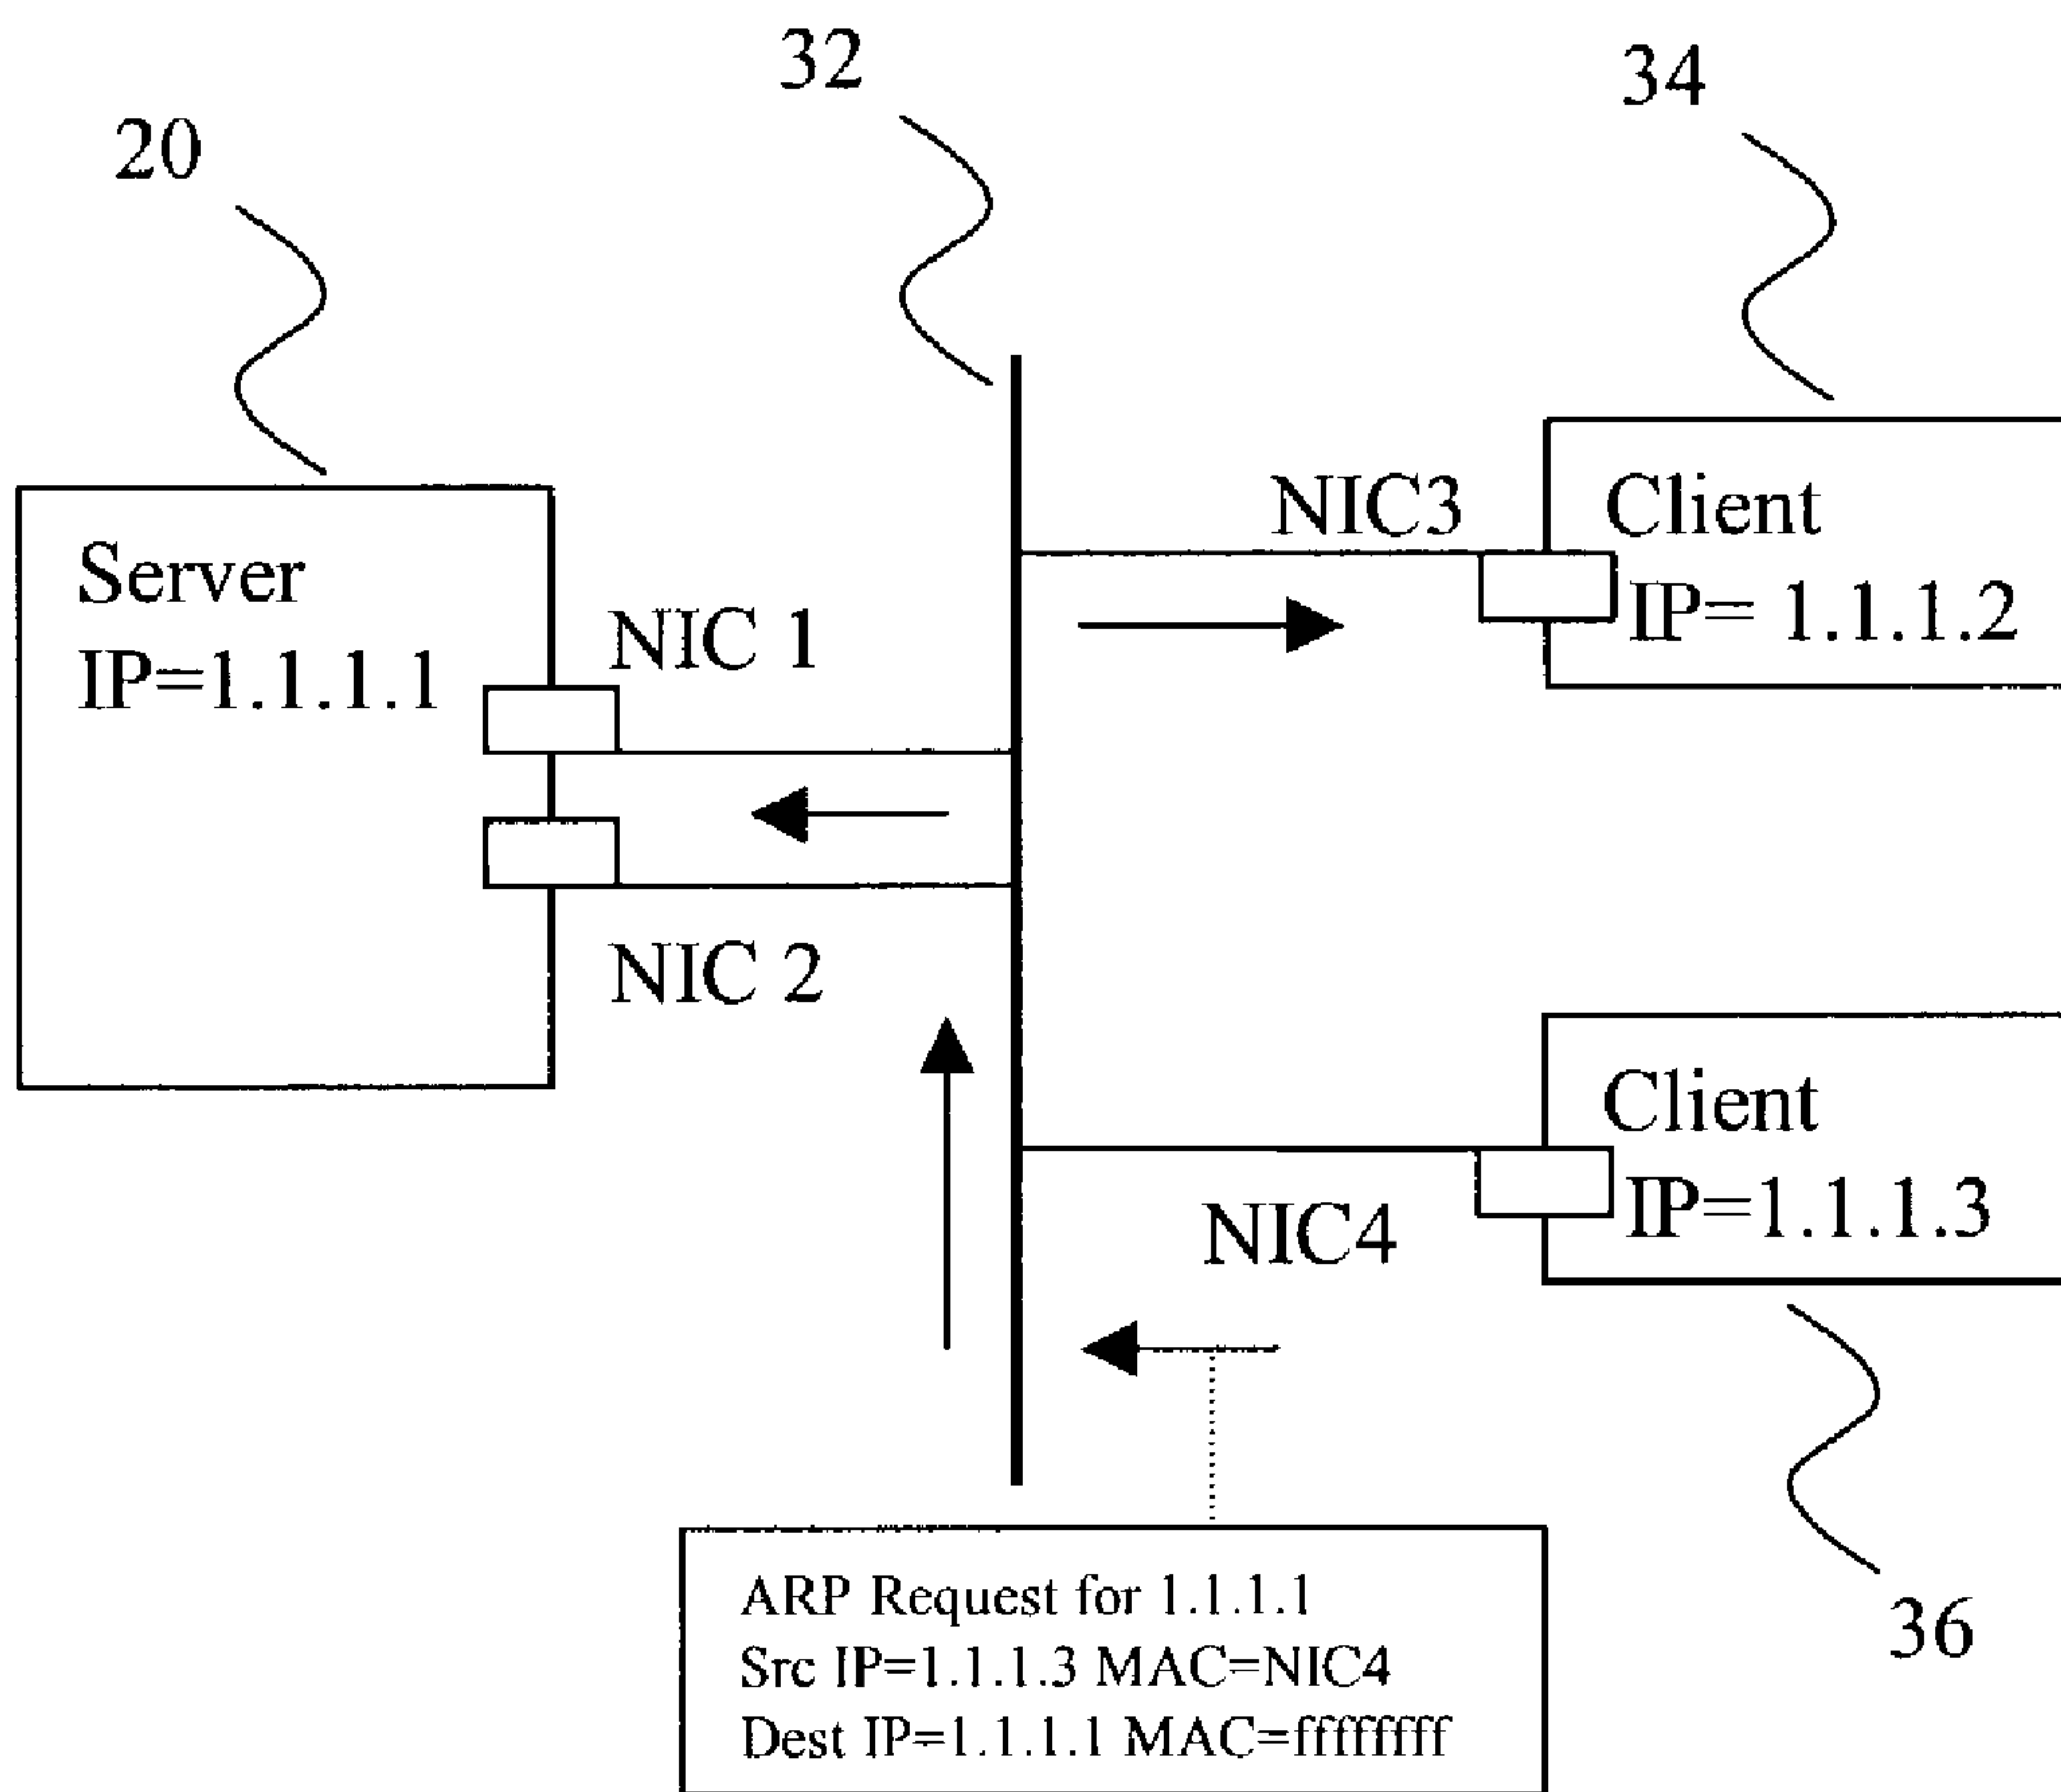 32
34
20
NIC3
Client
IP= 1.1.1.2
Server
IP=1.1.1.1
NIC 1
NIC 2
Client
IP=1.1.1.3
NIC4
ARP Request for 1.1.1.1
Src IP=1.1.1.3 MAC=NIC4
Dest IP=1.1.1.1 MAC=ffffffff
36